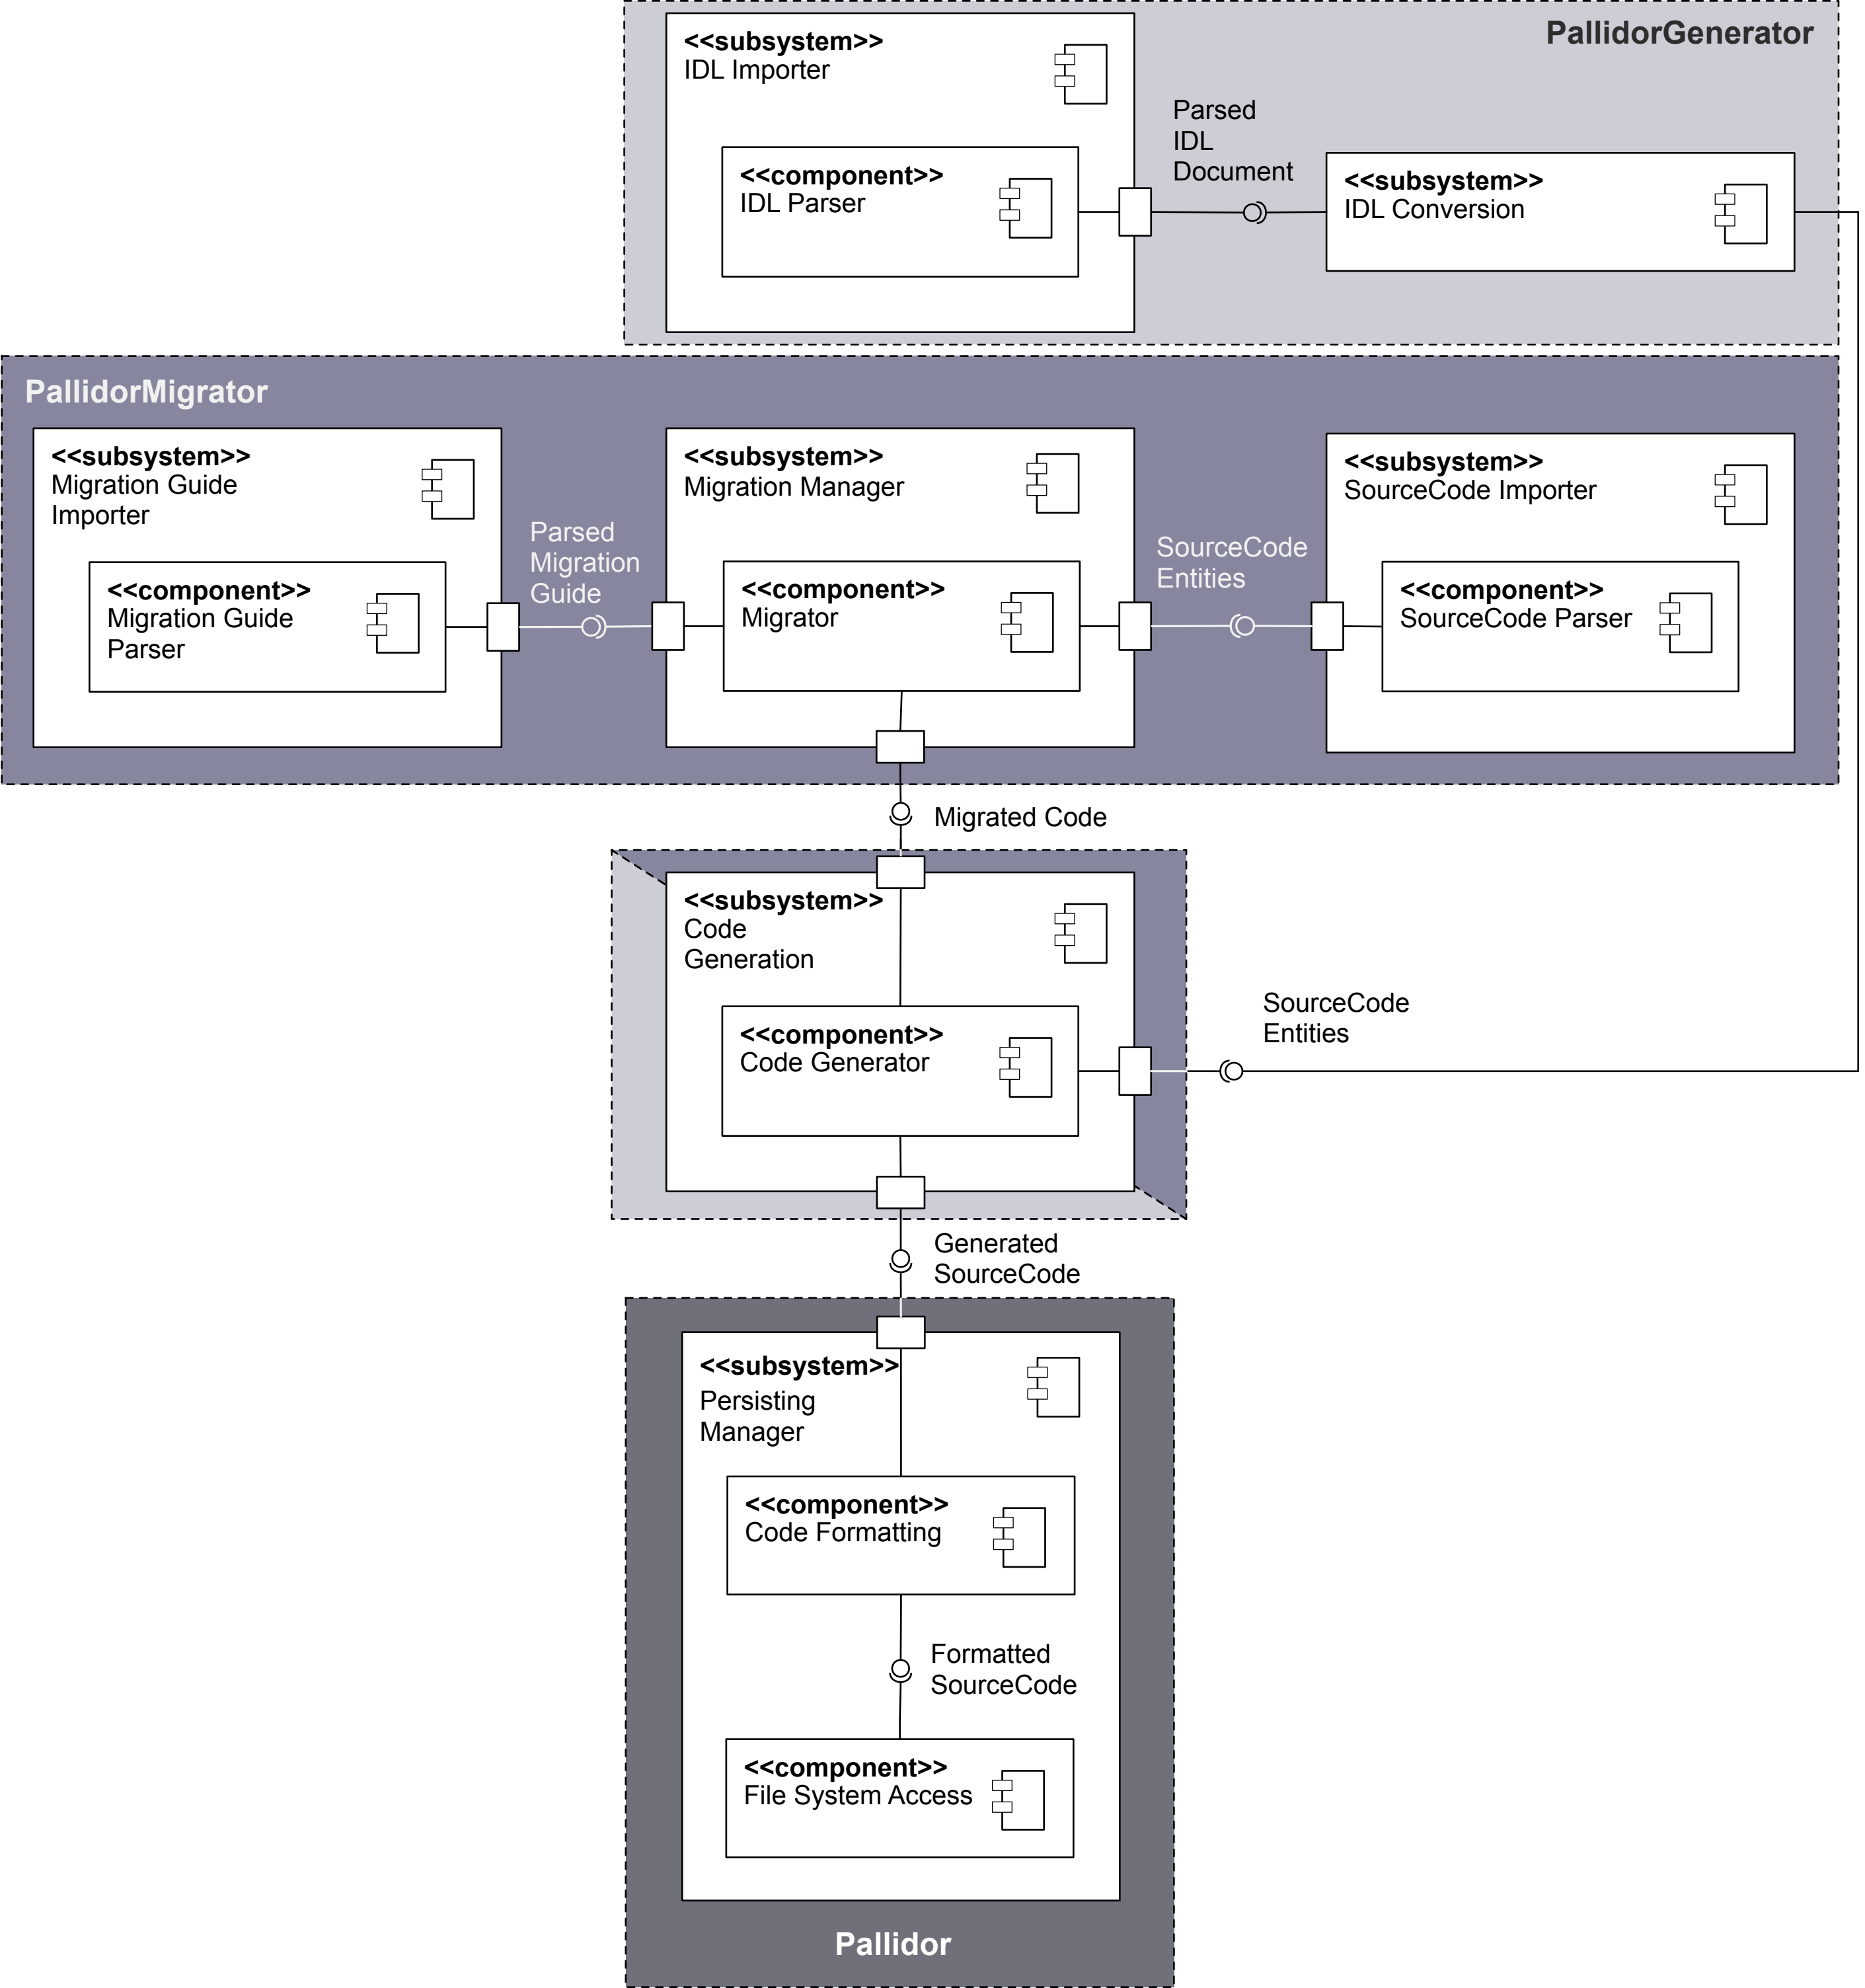 PallidorGenerator
<<subsystem>>
IDL Importer
<<component>>
IDL Parser
Parsed
IDL
Document
<<subsystem>>
IDL Conversion
PallidorMigrator
<<subsystem>>
Migration Guide
Importer
<<component>>
Migration Guide
Parser
Parsed
Migration
Guide
<<subsystem>>
Migration Manager
<<component>>
Migrator
SourceCode
Entities
<<subsystem>>
SourceCode Importer
<<component>>
SourceCode Parser
Migrated Code
<<subsystem>>
Code
Generation
<<component>>
Code Generator
SourceCode
Entities
Generated
SourceCode
<<subsystem>>
Persisting
Manager
<<component>>
Code Formatting
Formatted
SourceCode
<<component>>
File System Access
Pallidor